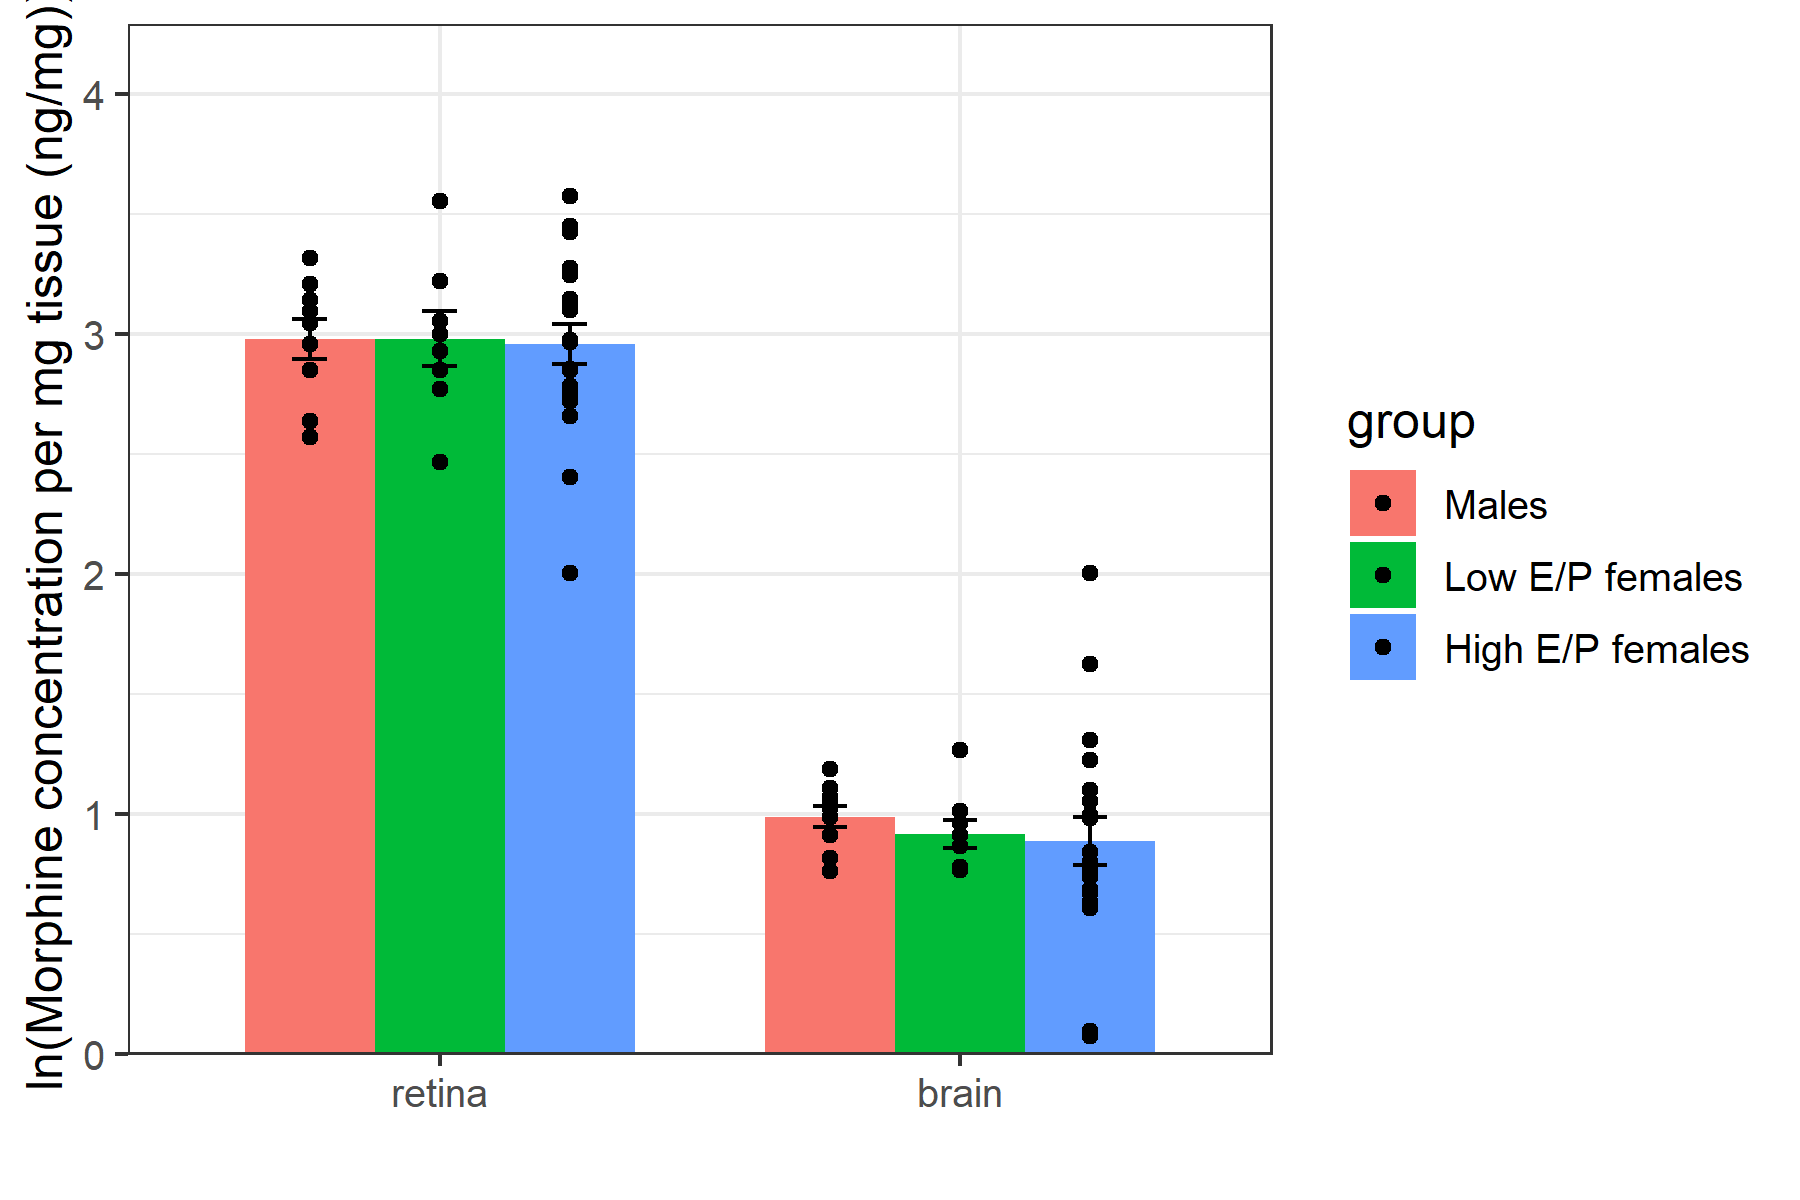 ln(Morphine concentration per mg tissue (ng/mg))
4
3
2
1
0
retina brain
group
Males
Low E/P females
High E/P females